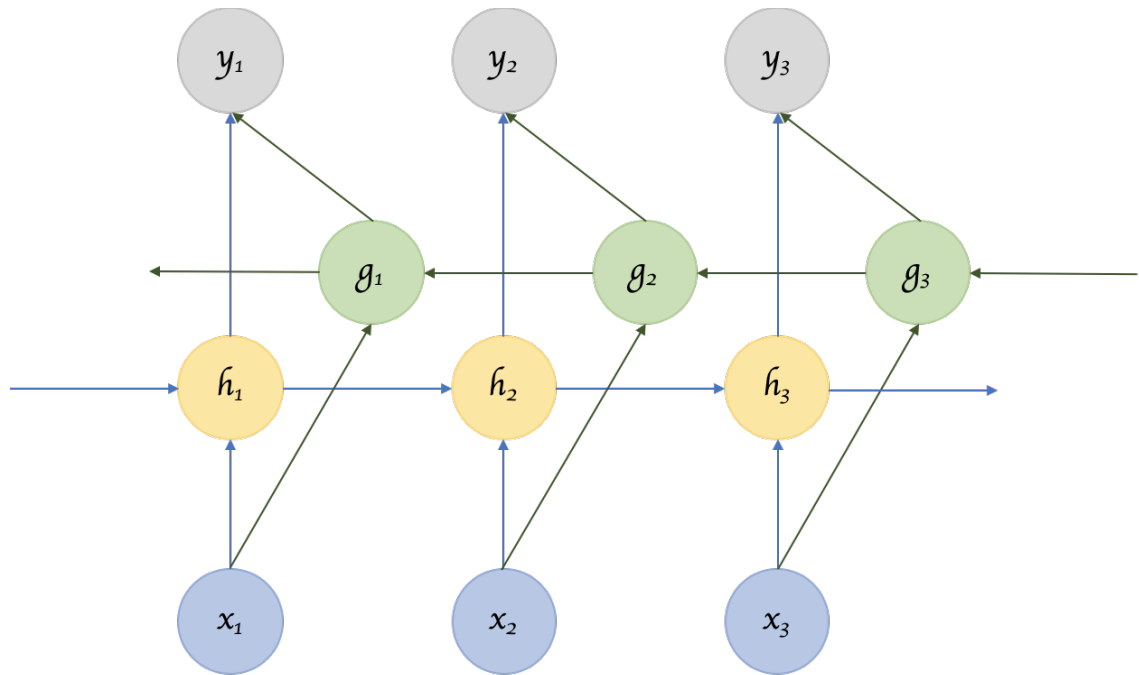 y₁ y₂ y₃
g₁ g₂ g₃
h₁ h₂ h₃
x₁ x₂ x₃